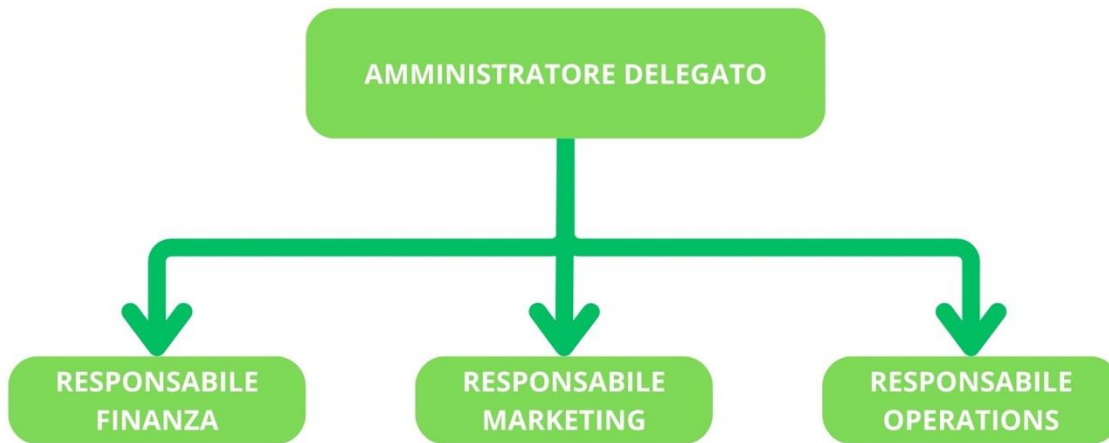 AMMINISTRATORE DELEGATO
RESPONSABILE
FINANZA
RESPONSABILE
MARKETING
RESPONSABILE
OPERATIONS